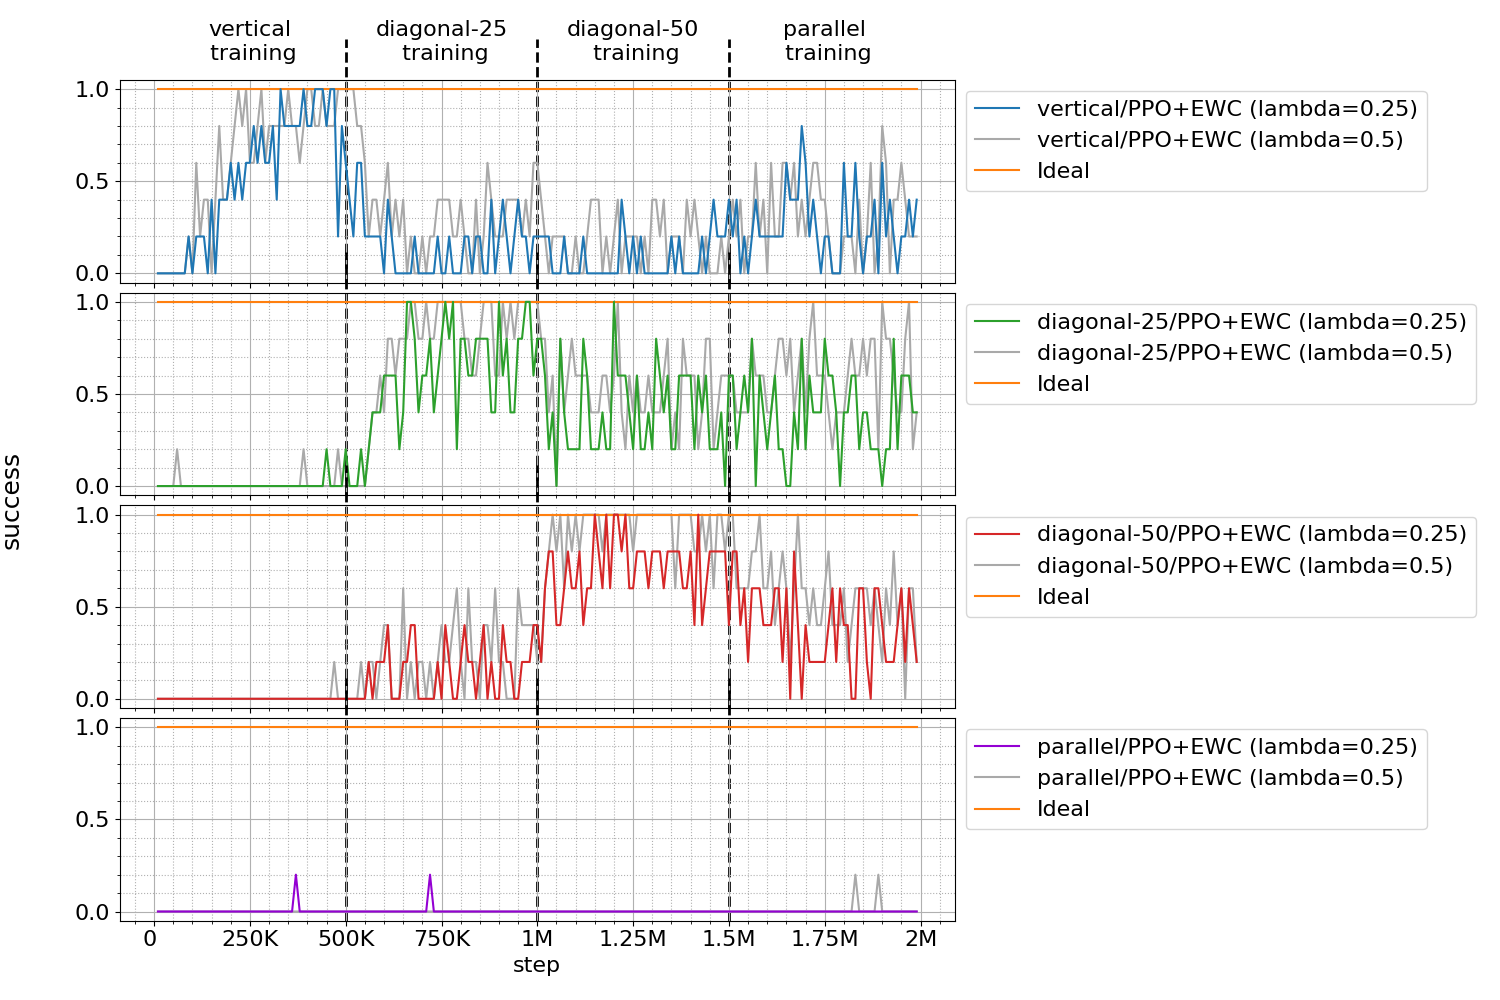 vertical
training
diagonal-25
training
diagonal-50
training
parallel
training
1.0
0.5
0.0
vertical/PPO+EWC (lambda=0.25)
vertical/PPO+EWC (lambda=0.5)
Ideal
1.0
0.5
0.0
diagonal-25/PPO+EWC (lambda=0.25)
diagonal-25/PPO+EWC (lambda=0.5)
Ideal
success
1.0
0.5
0.0
diagonal-50/PPO+EWC (lambda=0.25)
diagonal-50/PPO+EWC (lambda=0.5)
Ideal
1.0
0.5
0.0
parallel/PPO+EWC (lambda=0.25)
parallel/PPO+EWC (lambda=0.5)
Ideal
0 250K 500K 750K 1M 1.25M 1.5M 1.75M 2M
step